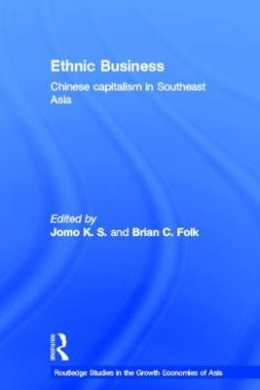 Ethnic Business
Chinese capitalism in Southeast
Asia
Edited by
Jomo K. S. and Brian C. Folk
Routledge
Routledge Studies in the Growth Economies of Asia